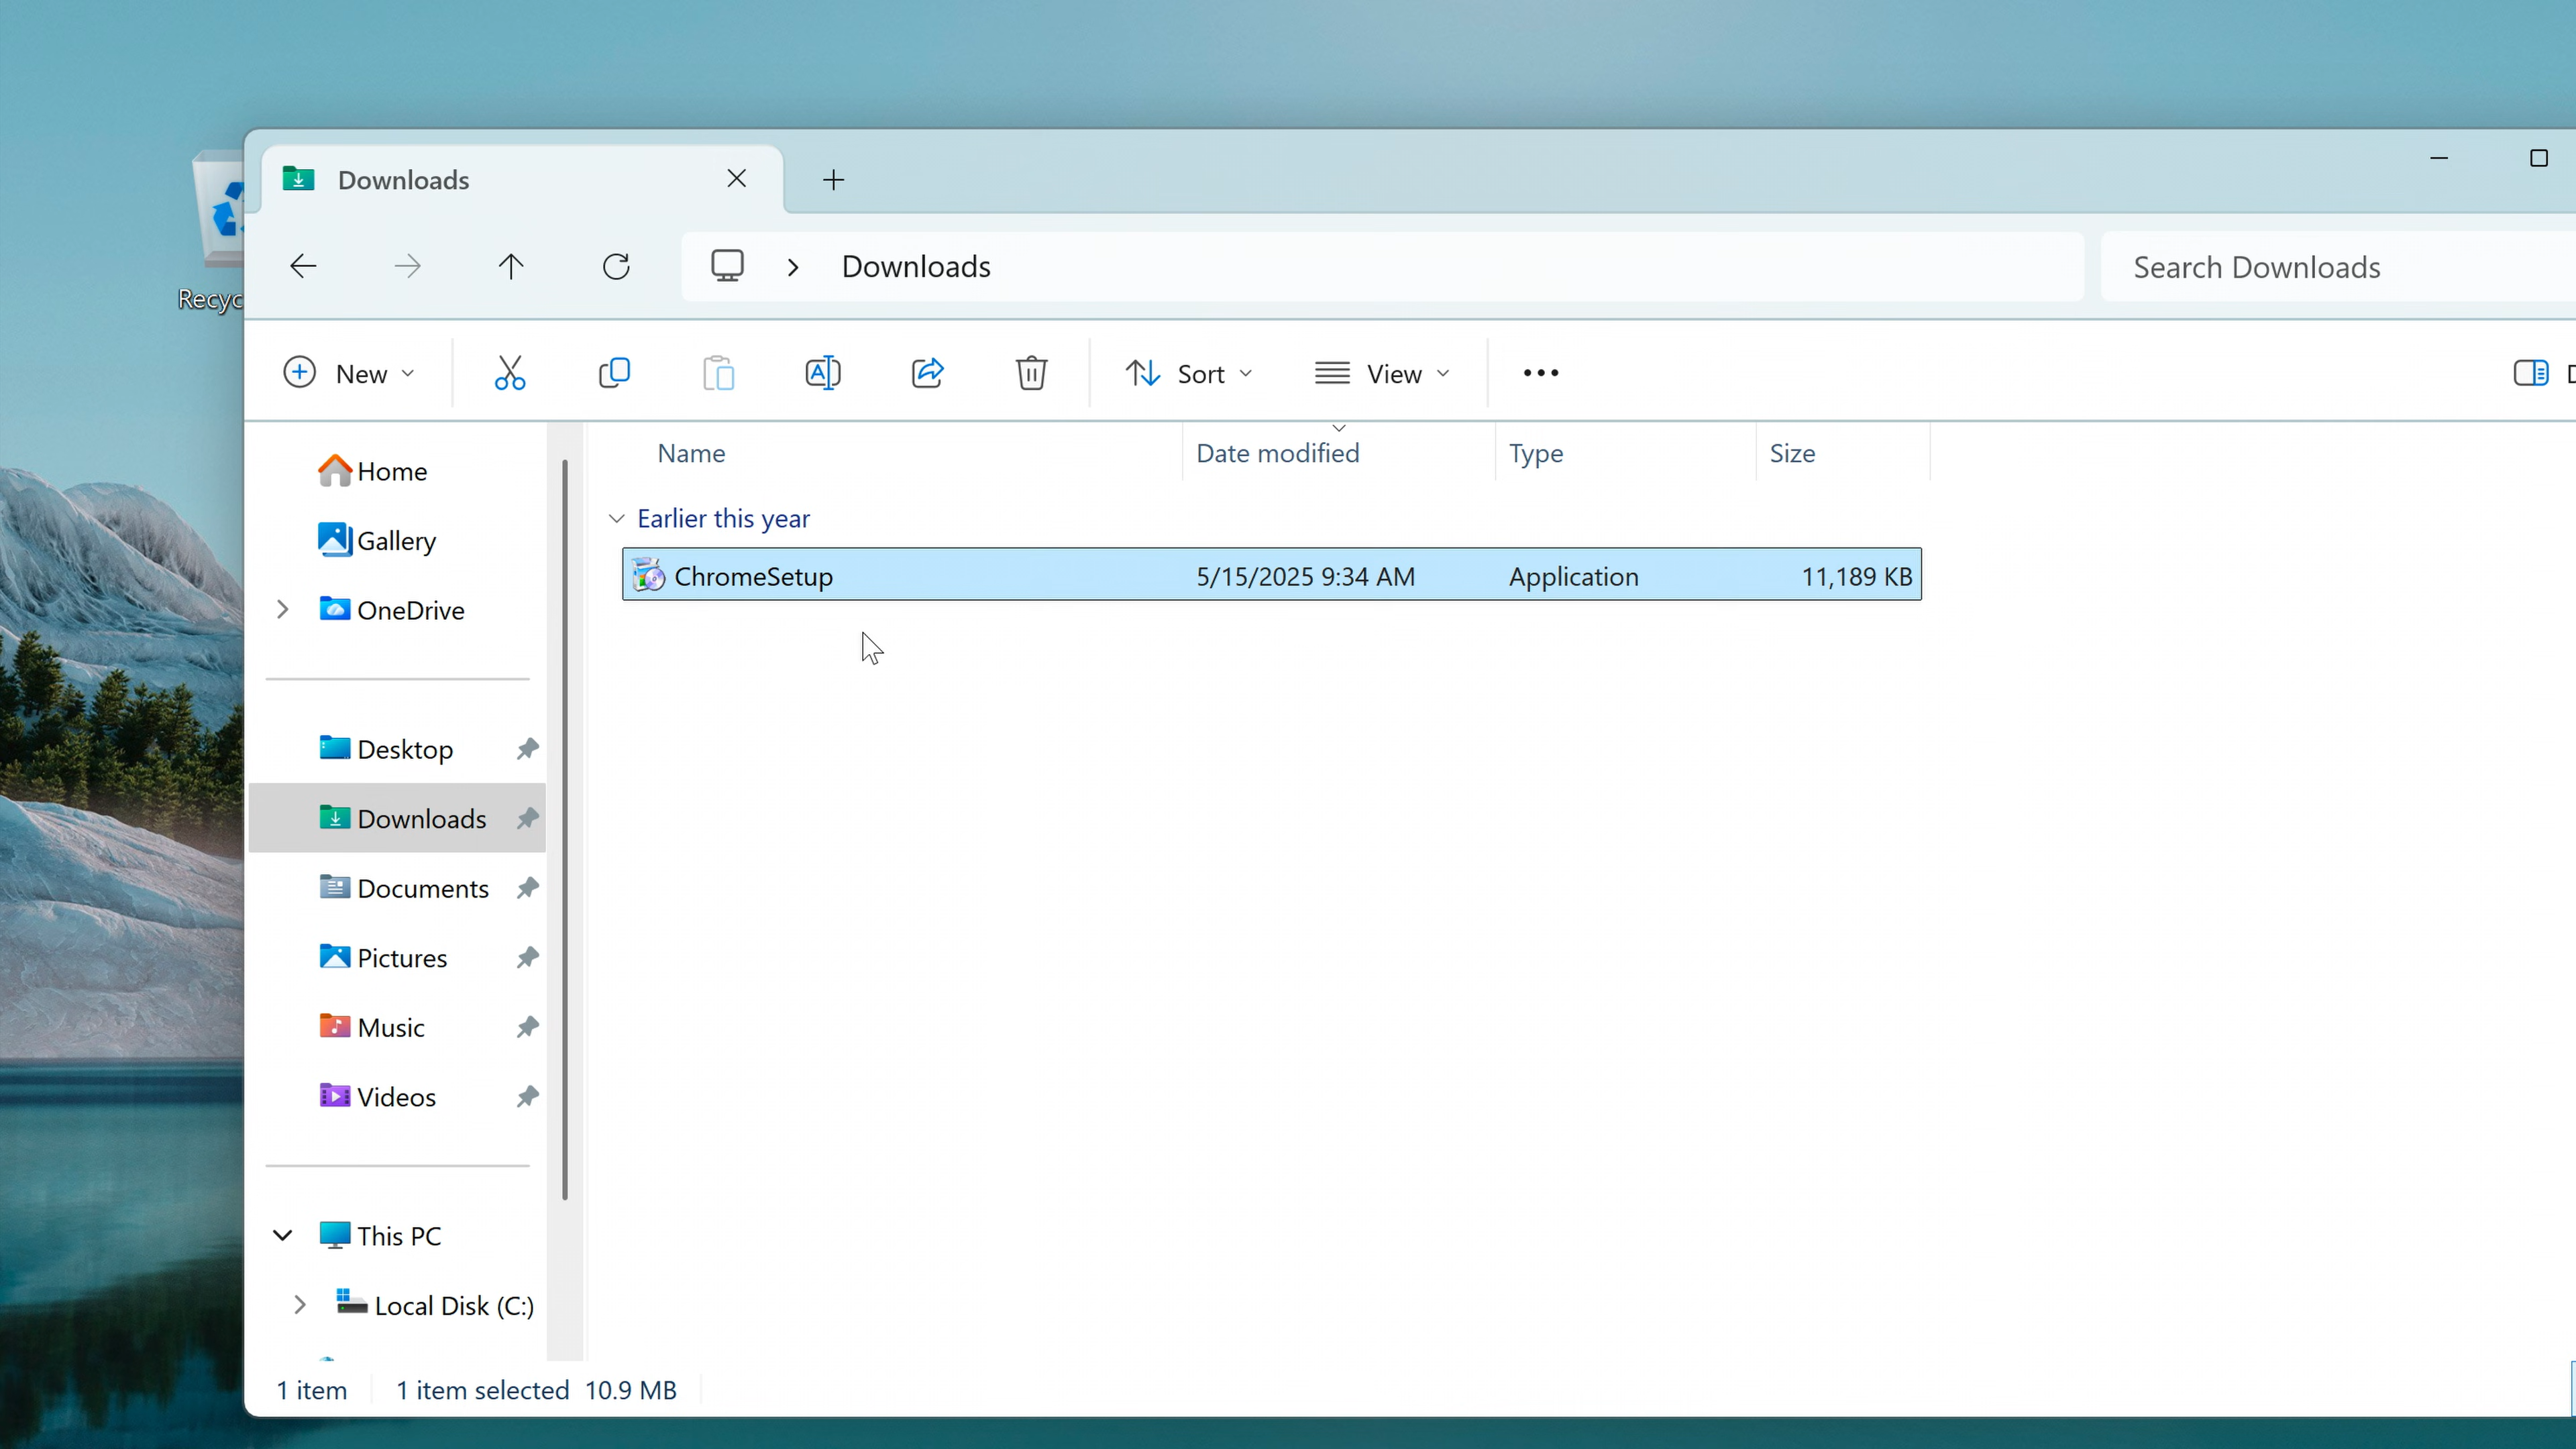 Downloads
Downloads
Search Downloads
Recyc
New
Sort
View
Home
Gallery
OneDrive
Desktop
Downloads
Documents
Pictures
Music
Videos
This PC
Local Disk (C:)
Name Date modified Type Size
Earlier this year
ChromeSetup 5/15/2025 9:34 AM Application 11,189 KB
1 item 1 item selected 10.9 MB